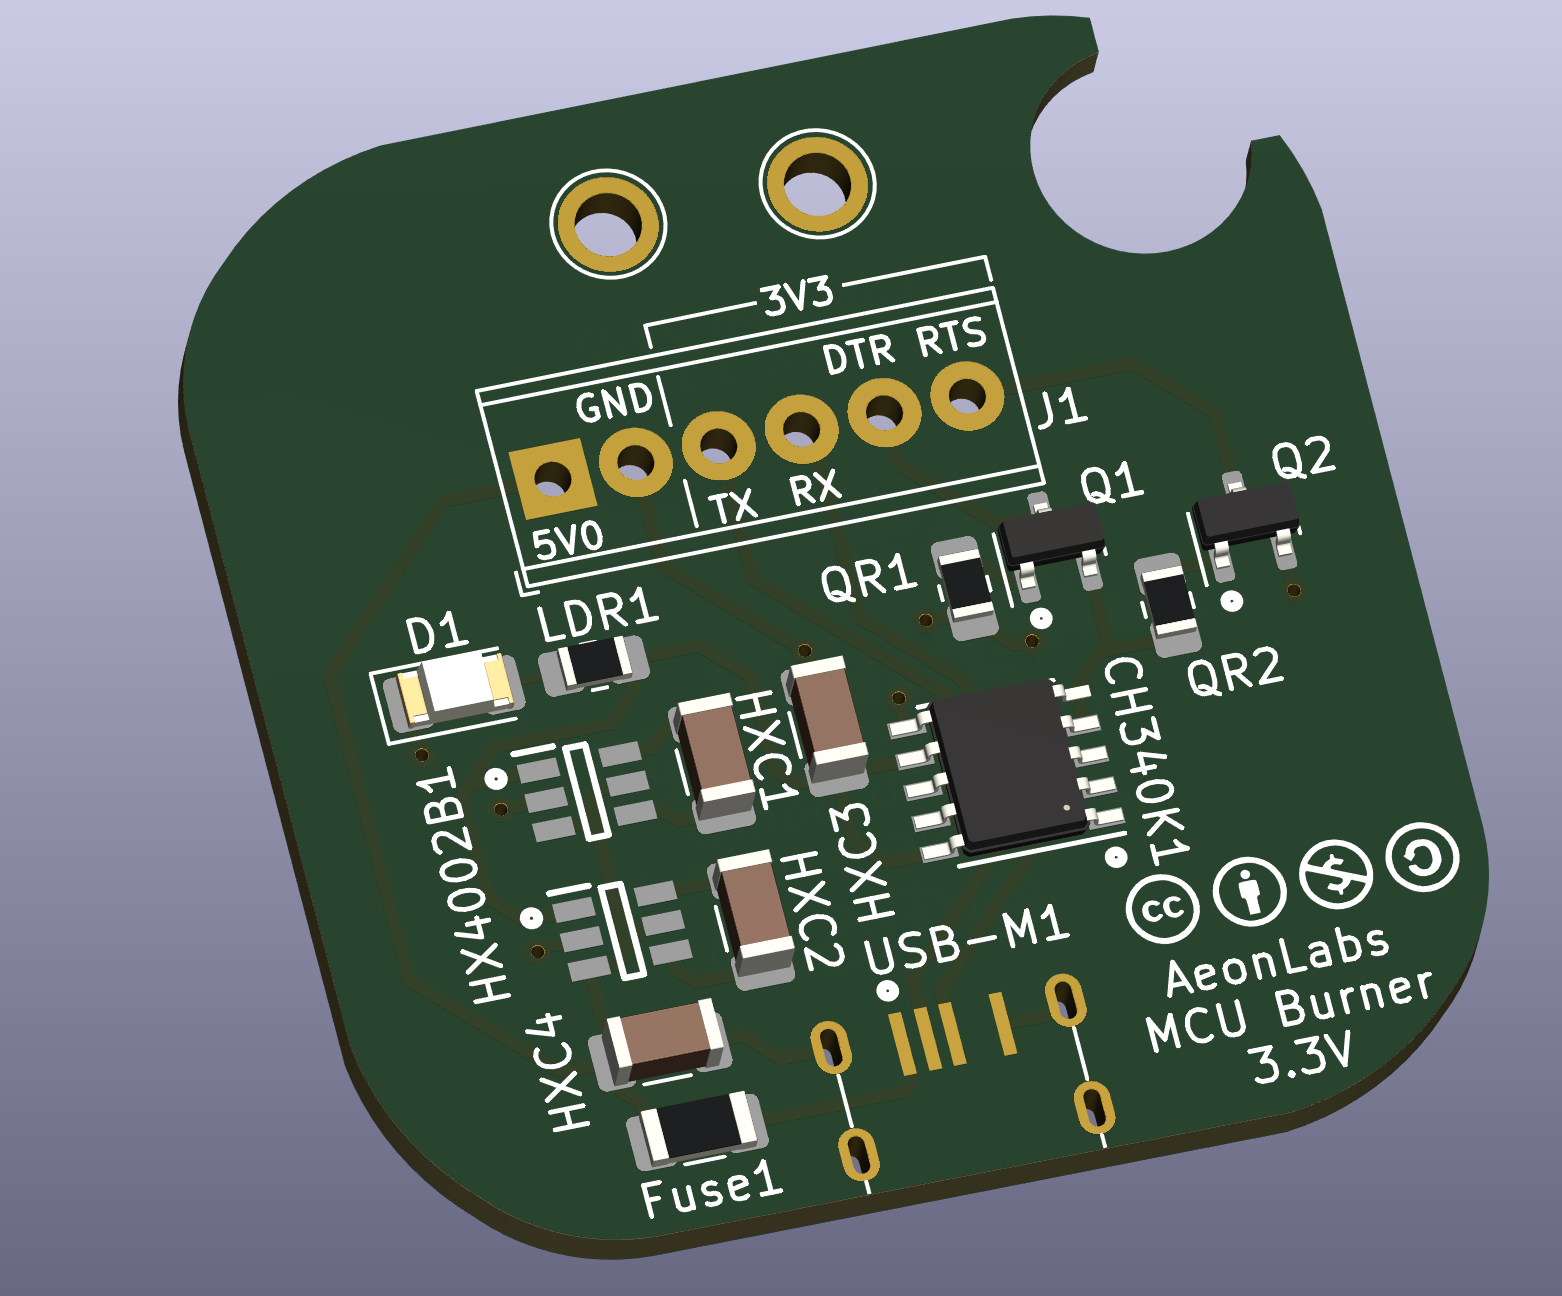 3V3
DTR RTS
GND
J1
5V0
TX
RX
Q1
Q2
QR1
QR2
D1
LDR1
HXC1
CH340K1
HX4002B1
HXC3
HXC2
USB-M1
cc
$
AeonLabs
MCU Burner
3.3V
HXC4
Fuse1